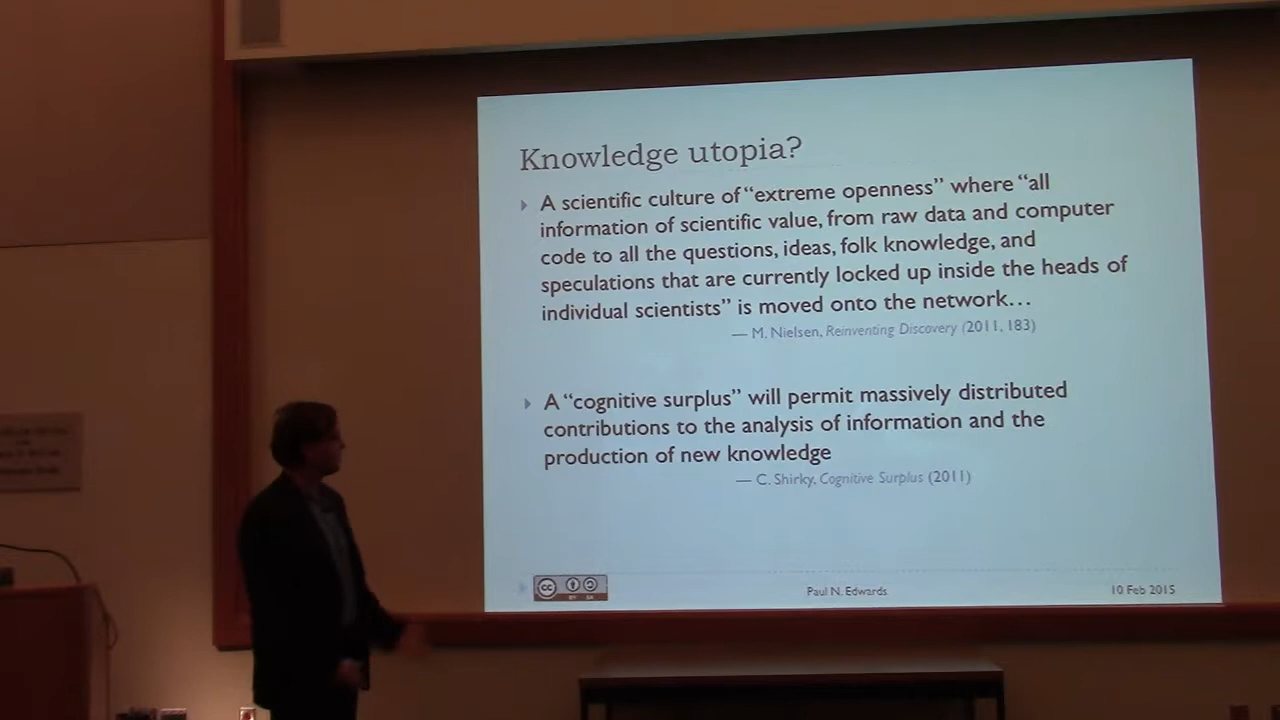 Knowledge utopia?
A scientific culture of “extreme openness” where “all
information of scientific value, from raw data and computer
code to all the questions, ideas, folk knowledge, and
speculations that are currently locked up inside the heads of
individual scientists” is moved onto the network…
— M. Nielsen, Reinventing Discovery (2011, 183)
A “cognitive surplus” will permit massively distributed
contributions to the analysis of information and the
production of new knowledge
— C. Shirky, Cognitive Surplus (2011)
cc BY SA
Paul N. Edwards
10 Feb 2015